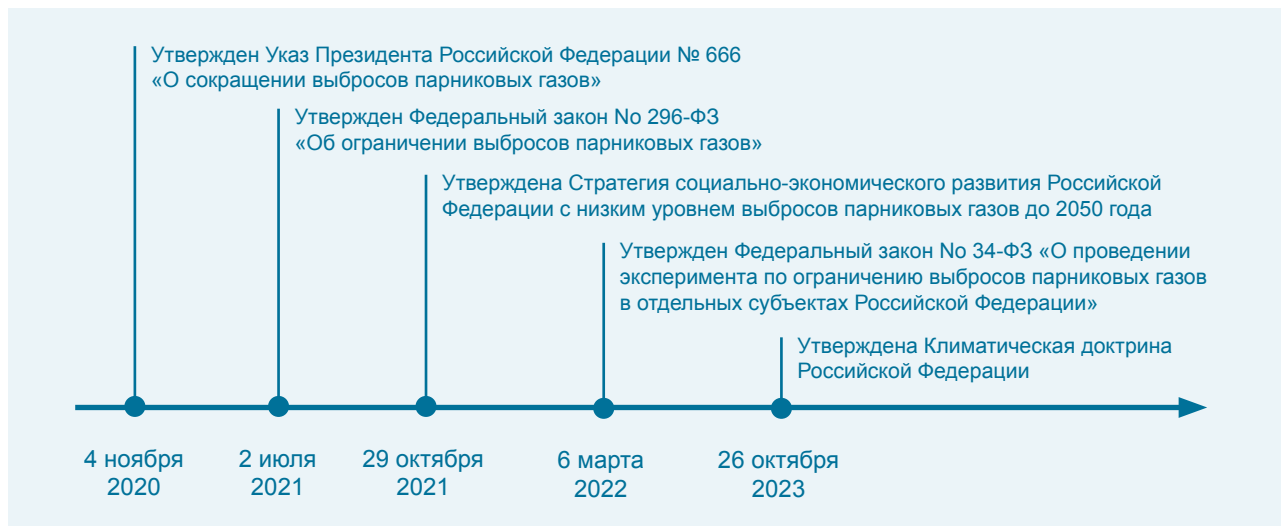 Утвержден Указ Президента Российской Федерации № 666
«О сокращении выбросов парниковых газов»
Утвержден Федеральный закон No 296-ФЗ
«Об ограничении выбросов парниковых газов»
Утверждена Стратегия социально-экономического развития Российской
Федерации с низким уровнем выбросов парниковых газов до 2050 года
Утвержден Федеральный закон No 34-ФЗ «О проведении
эксперимента по ограничению выбросов парниковых газов
в отдельных субъектах Российской Федерации»
Утверждена Климатическая доктрина
Российской Федерации
4 ноября
2020
2 июля
2021
29 октября
2021
6 марта
2022
26 октября
2023